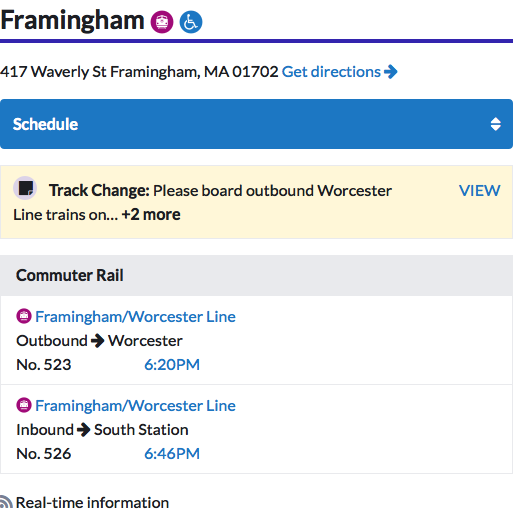 Framingham
417 Waverly St Framingham, MA 01702 Get directions
Schedule
Track Change: Please board outbound Worcester VIEW
Line trains on... +2 more
Commuter Rail
Framingham/Worcester Line
Outbound → Worcester
No. 523 6:20PM
Framingham/Worcester Line
Inbound → South Station
No. 526 6:46PM
Real-time information